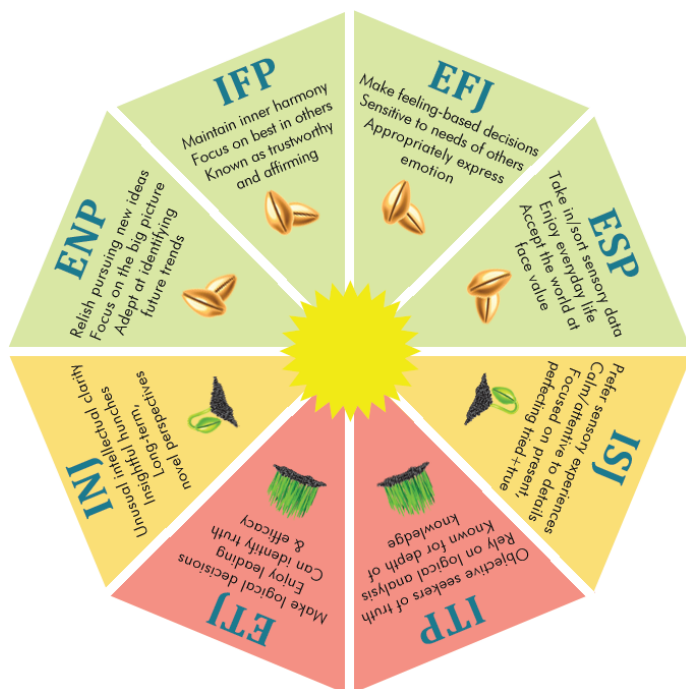 IFP
Maintain inner harmony
Focus on best in others
Known as trustworthy
and affirming
EFJ
Make feeling-based decisions
Sensitive to needs of others
Appropriately express
emotion
ESP
Take in/sort sensory data
Enjoy everyday life
Accept the world at
face value
ISJ
Prefer sensory experiences
Calm/attentive to details
Focused on present,
perfecting tried+true
ITP
Objective seekers of truth
Rely on logical analysis
Known for depth of
knowledge
ETJ
Make logical decisions
Enjoy leading
Can identify truth
& efficacy
INJ
Unusual intellectual clarity
Insightful hunches
Long-term,
novel perspectives
ENP
Relish pursuing new ideas
Focus on the big picture
Adept at identifying
future trends